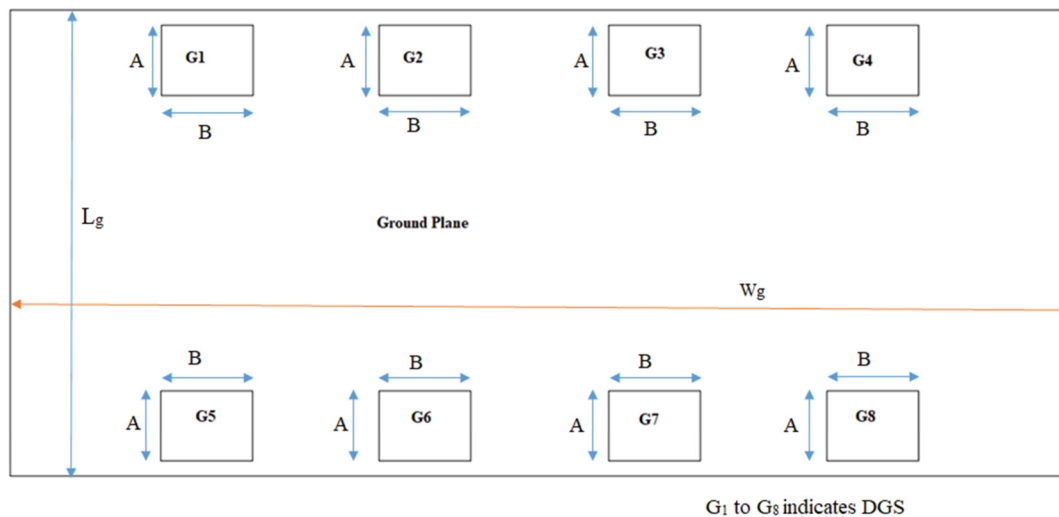 G1 G2 G3 G4
A A A A
B B B B
Lg
Ground Plane
Wg
B B B B
G5 G6 G7 G8
A A A A
G1 to G8 indicates DGS